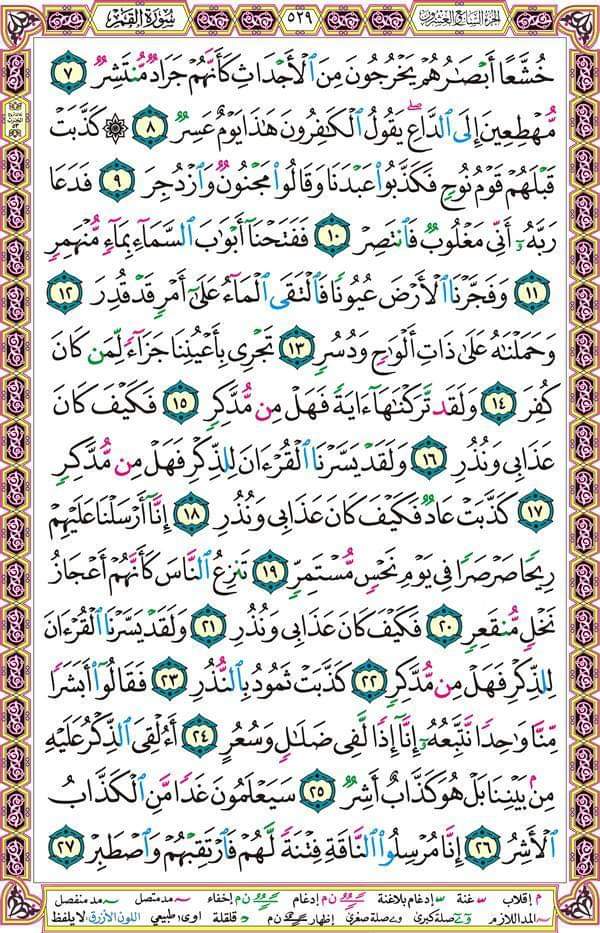 الجزء السابع والعشرون ٥٢٩ سورة القمر
خُشَّعًا أَبْصَٰرُهُمْ يَخْرُجُونَ مِنَ ٱلْأَجْدَاثِ كَأَنَّهُمْ جَرَادٌ مُّنتَشِرٌ ٧
مُّهْطِعِينَ إِلَى ٱلدَّاعِ ۖ يَقُولُ ٱلْكَٰفِرُونَ هَٰذَا يَوْمٌ عَسِرٌ ٨ ۞ كَذَّبَتْ
قَبْلَهُمْ قَوْمُ نُوحٍ فَكَذَّبُوا۟ عَبْدَنَا وَقَالُوا۟ مَجْنُونٌ وَٱزْدُجِرَ ٩ فَدَعَا
رَبَّهُۥٓ أَنِّى مَغْلُوبٌ فَٱنتَصِرْ ١٠ فَفَتَحْنَآ أَبْوَٰبَ ٱلسَّمَآءِ بِمَآءٍ مُّنْهَمِرٍ
١١ وَفَجَّرْنَا ٱلْأَرْضَ عُيُونًا فَٱلْتَقَى ٱلْمَآءُ عَلَىٰٓ أَمْرٍ قَدْ قُدِرَ ١٢
وَحَمَلْنَٰهُ عَلَىٰ ذَاتِ أَلْوَٰحٍ وَدُسُرٍ ١٣ تَجْرِى بِأَعْيُنِنَا جَزَآءً لِّمَن كَانَ
كُفِرَ ١٤ وَلَقَد تَّرَكْنَٰهَآ ءَايَةً فَهَلْ مِن مُّدَّكِرٍ ١٥ فَكَيْفَ كَانَ
عَذَابِى وَنُذُرِ ١٦ وَلَقَدْ يَسَّرْنَا ٱلْقُرْءَانَ لِلذِّكْرِ فَهَلْ مِن مُّدَّكِرٍ
١٧ كَذَّبَتْ عَادٌ فَكَيْفَ كَانَ عَذَابِى وَنُذُرِ ١٨ إِنَّآ أَرْسَلْنَا عَلَيْهِمْ
رِيحًا صَرْصَرًا فِى يَوْمِ نَحْسٍ مُّسْتَمِرٍّ ١٩ تَنزِعُ ٱلنَّاسَ كَأَنَّهُمْ أَعْجَازُ
نَخْلٍ مُّنقَعِرٍ ٢٠ فَكَيْفَ كَانَ عَذَابِى وَنُذُرِ ٢١ وَلَقَدْ يَسَّرْنَا ٱلْقُرْءَانَ
لِلذِّكْرِ فَهَلْ مِن مُّدَّكِرٍ ٢٢ كَذَّبَتْ ثَمُودُ بِٱلنُّذُرِ ٢٣ فَقَالُوٓا۟ أَبَشَرًا
مِّنَّا وَٰحِدًا نَّتَّبِعُهُۥٓ إِنَّآ إِذًا لَّفِى ضَلَٰلٍ وَسُعُرٍ ٢٤ أَءُلْقِىَ ٱلذِّكْرُ عَلَيْهِ
مِنۢ بَيْنِنَا بَلْ هُوَ كَذَّابٌ أَشِرٌ ٢٥ سَيَعْلَمُونَ غَدًا مَّنِ ٱلْكَذَّابُ
ٱلْأَشِرُ ٢٦ إِنَّا مُرْسِلُوا۟ ٱلنَّاقَةِ فِتْنَةً لَّهُمْ فَٱرْتَقِبْهُمْ وَٱصْطَبِرْ ٢٧
م إقلاب غنة إدغام بلاغنة ن م إدغام ن م إخفاء مد متصل مد منفصل
المد اللازم صلة كبرى و ے صلة صغرى إظهار ن م قلقلة اوى؛ طبيعي اللون الأزرق: لا يلفظ